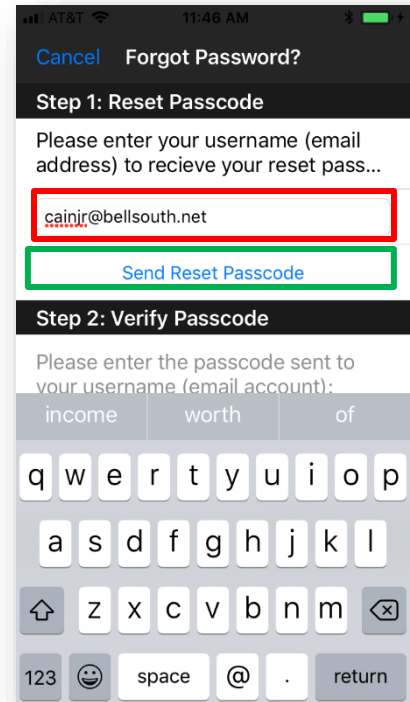 AT&T 11:46 AM
Cancel Forgot Password?
Step 1: Reset Passcode
Please enter your username (email
address) to recieve your reset pass...
cainjr@bellsouth.net
Send Reset Passcode
Step 2: Verify Passcode
Please enter the passcode sent to
your username (email account):
income worth of
q w e r t y u i o p
a s d f g h j k l
z x c v b n m
123 space @ . return